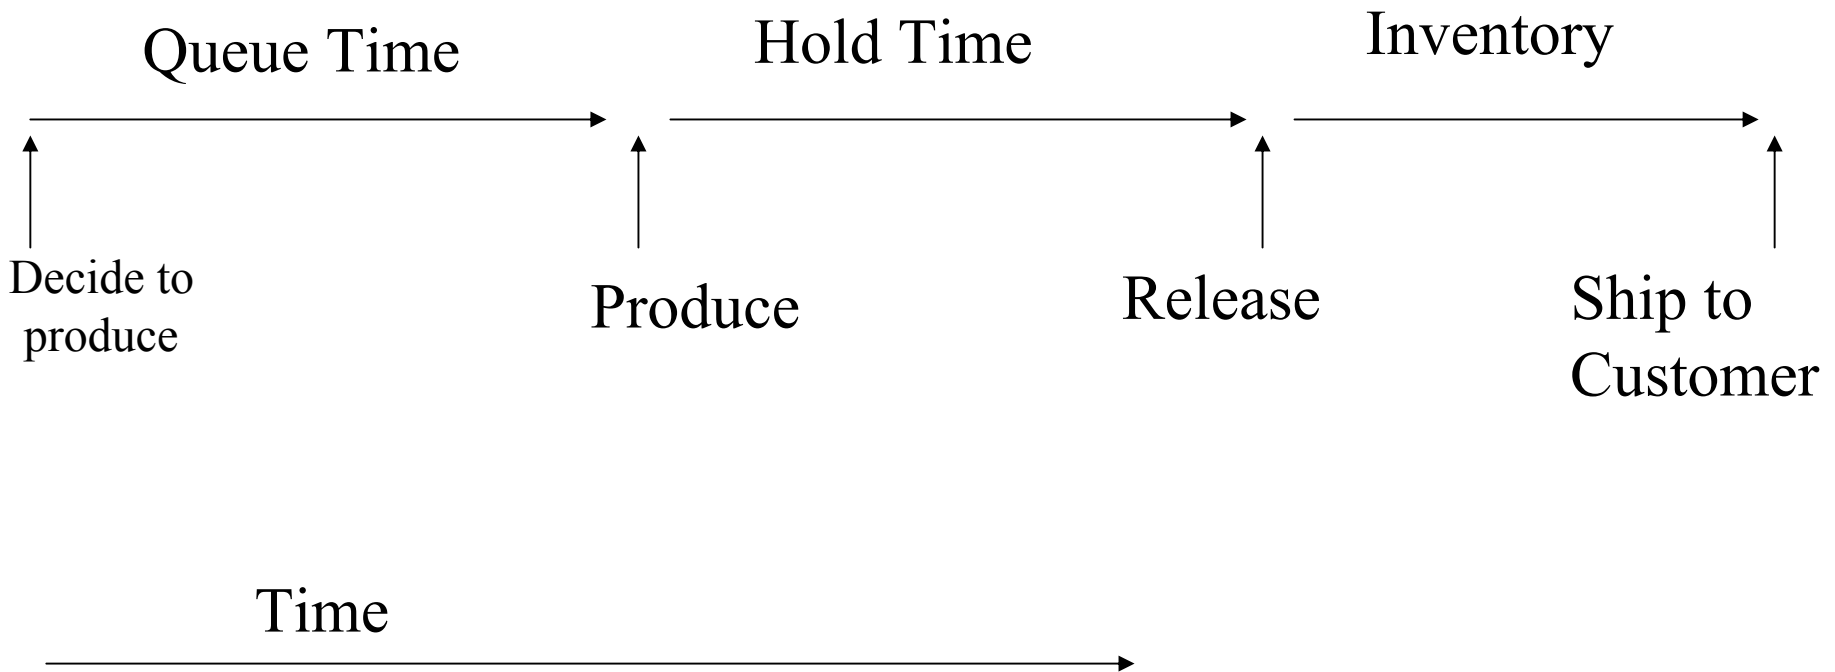 Queue Time
Hold Time
Inventory
Decide to
produce
Produce
Release
Ship to
Customer
Time